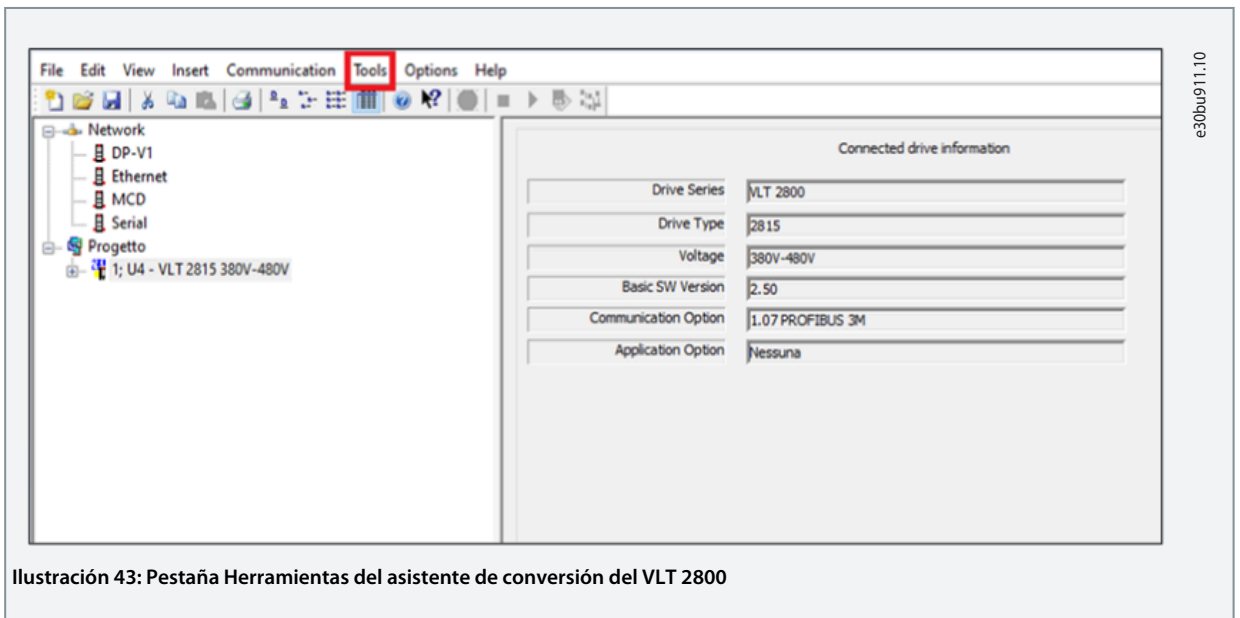 File Edit View Insert Communication Tools Options Help
Network
DP-V1
Ethernet
MCD
Serial
Progetto
1; U4 - VLT 2815 380V-480V
Connected drive information
Drive Series VLT 2800
Drive Type 2815
Voltage 380V-480V
Basic SW Version 2.50
Communication Option 1.07 PROFIBUS 3M
Application Option Nessuna
e30bu911.10
Ilustración 43: Pestaña Herramientas del asistente de conversión del VLT 2800